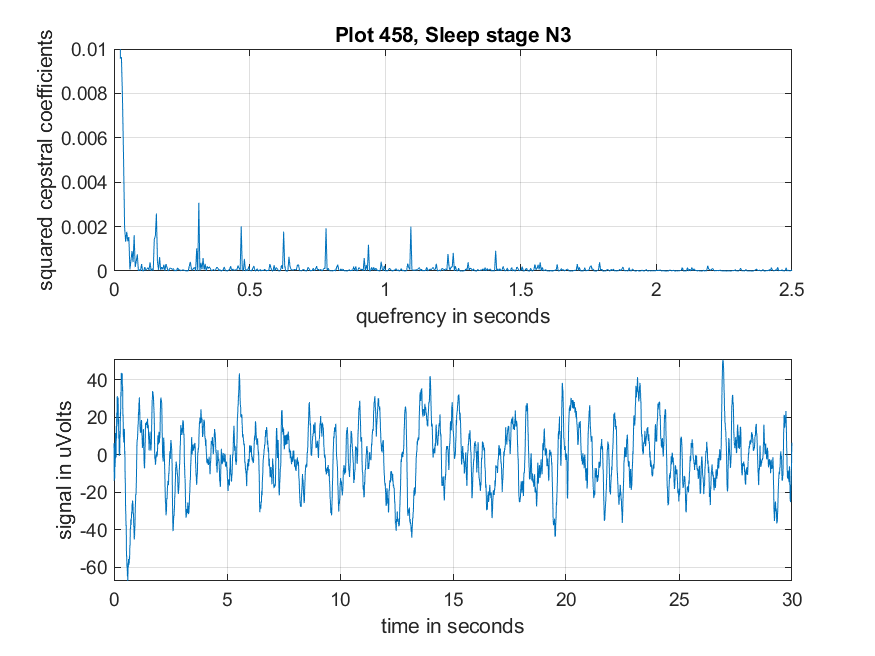 Plot 458, Sleep stage N3
squared cepstral coefficients
0.01
0.008
0.006
0.004
0.002
0
0 0.5 1 1.5 2 2.5
quefrency in seconds
signal in uVolts
40
20
0
-20
-40
-60
0 5 10 15 20 25 30
time in seconds